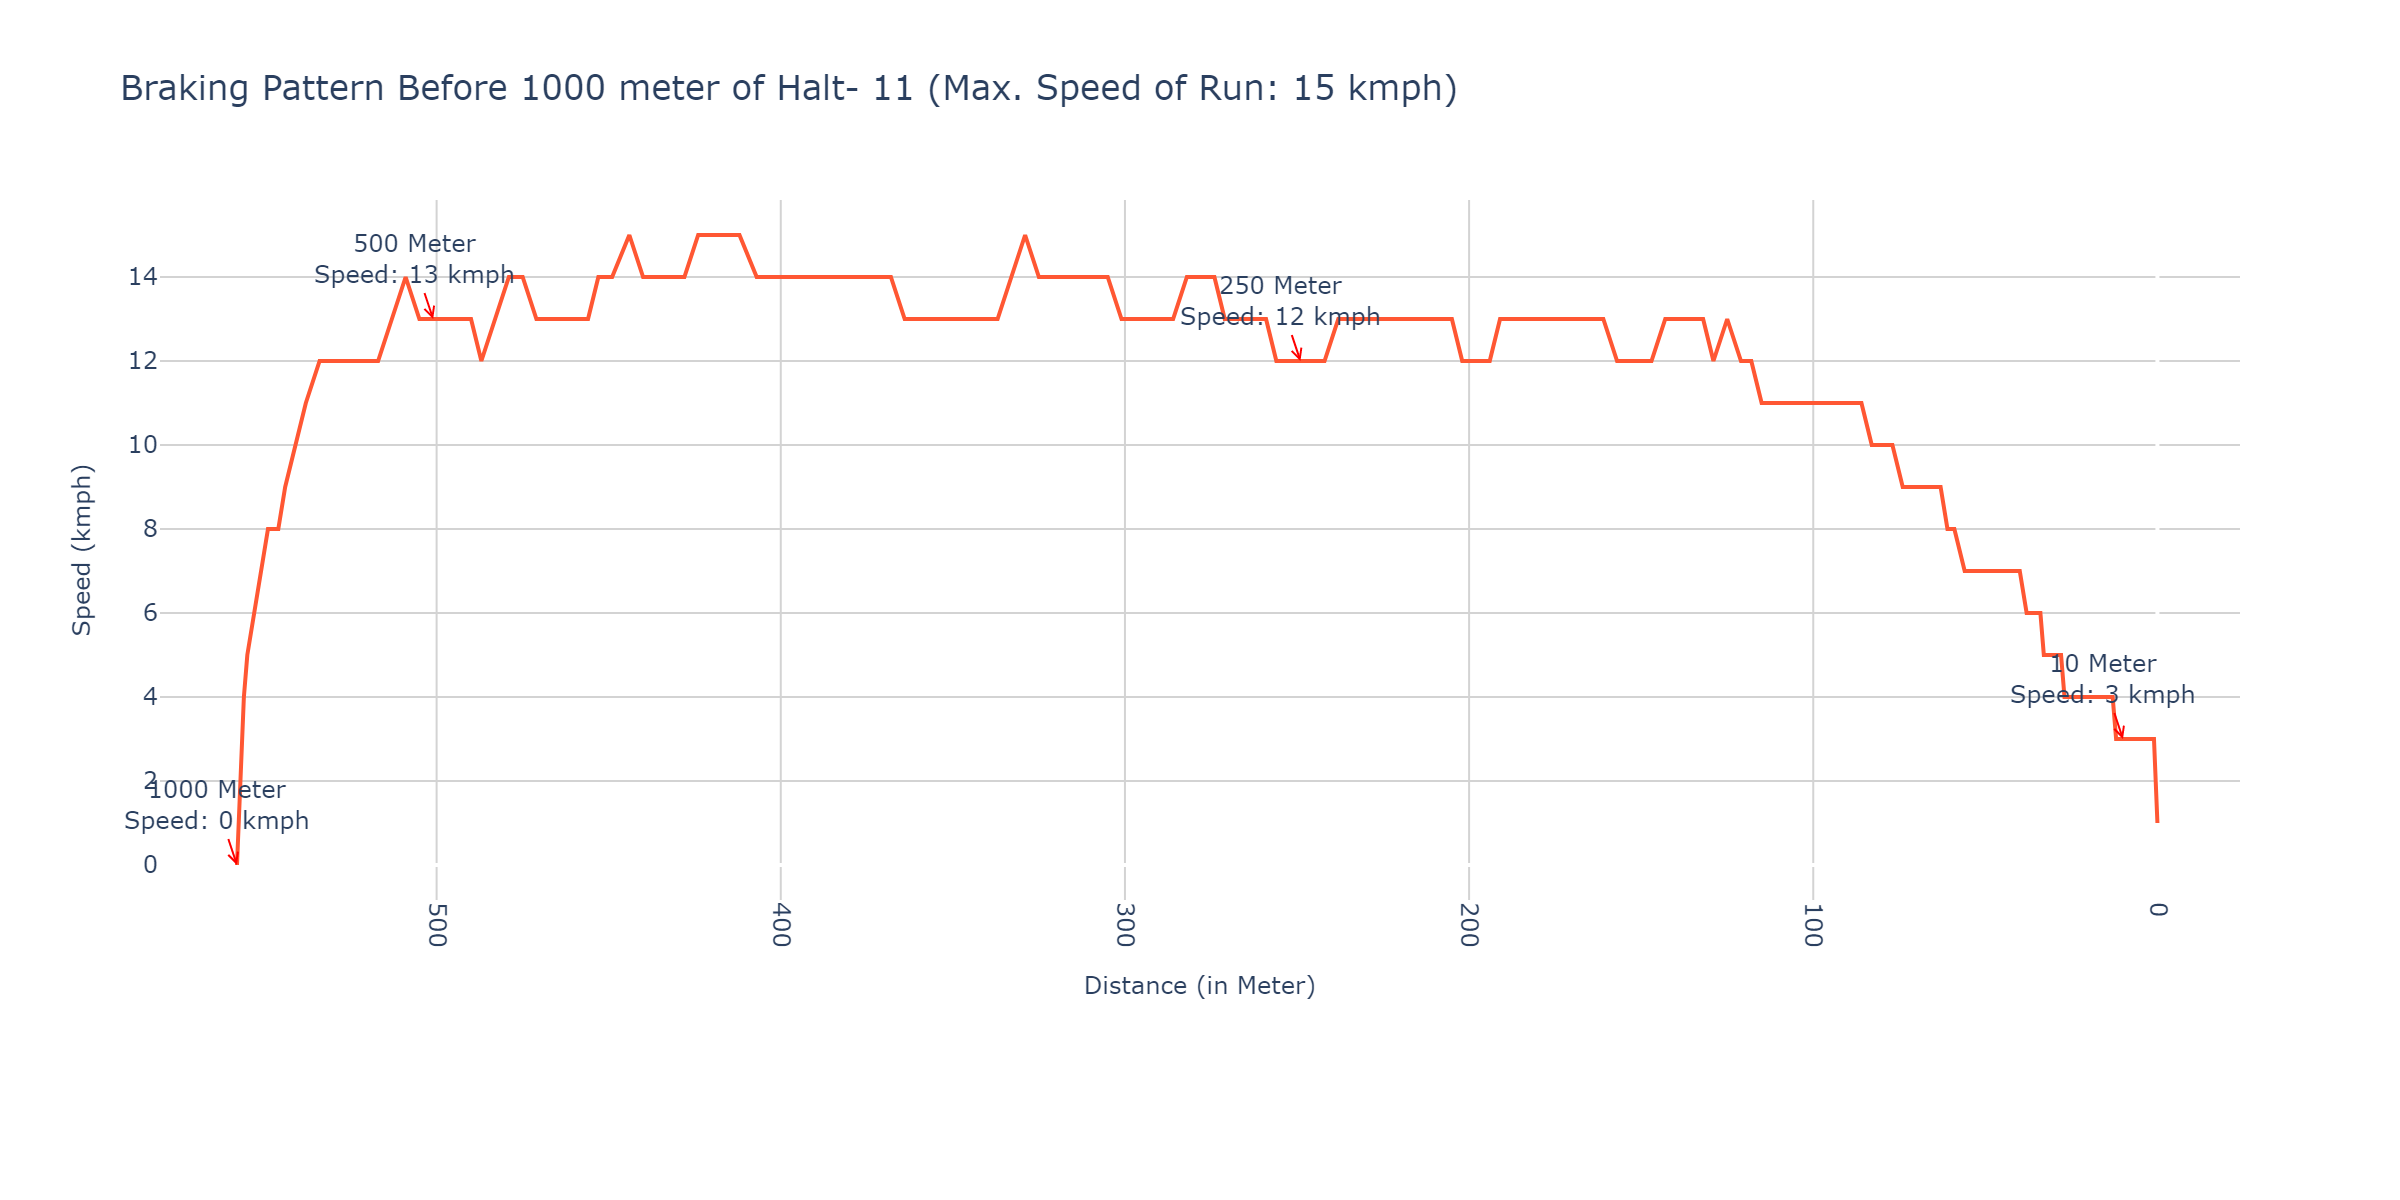 Braking Pattern Before 1000 meter of Halt- 11 (Max. Speed of Run: 15 kmph)
500 Meter
Speed: 13 kmph
250 Meter
Speed: 12 kmph
10 Meter
Speed: 3 kmph
1000 Meter
Speed: 0 kmph
Speed (kmph)
14
12
10
8
6
4
2
0
500
400
300
200
100
0
Distance (in Meter)